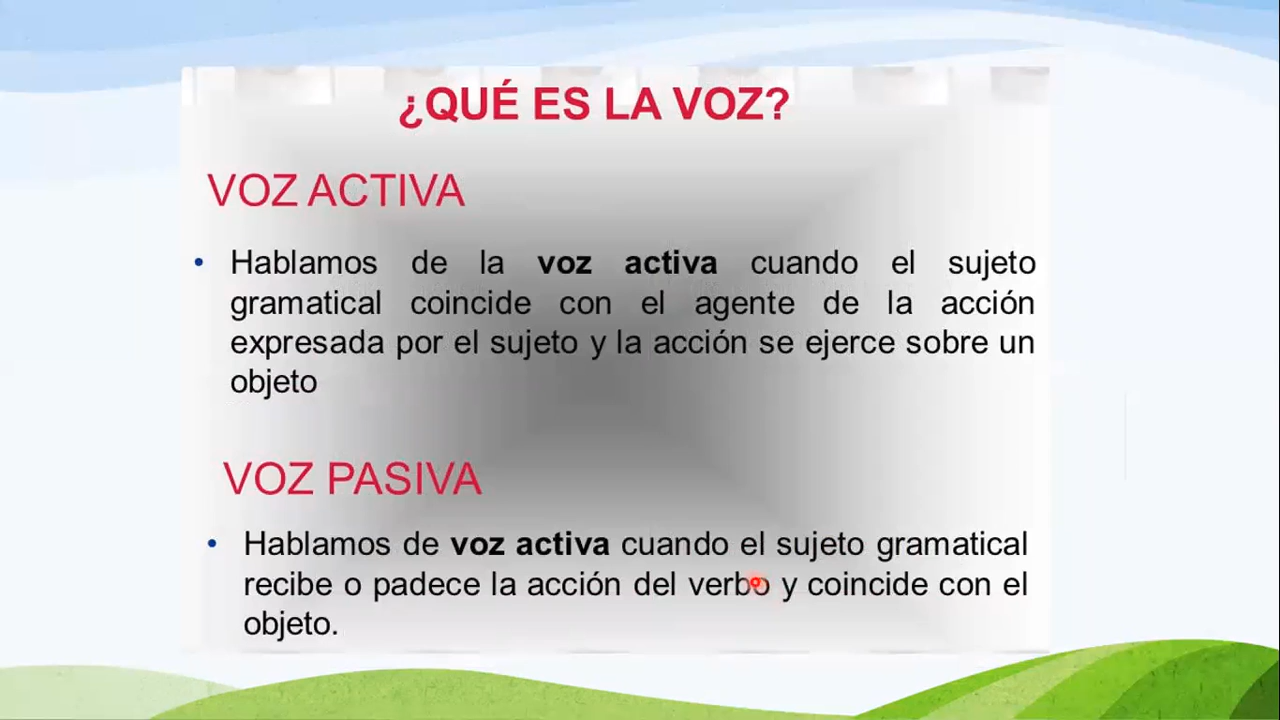 ¿QUÉ ES LA VOZ?
VOZ ACTIVA
• Hablamos de la voz activa cuando el sujeto
gramatical coincide con el agente de la acción
expresada por el sujeto y la acción se ejerce sobre un
objeto
VOZ PASIVA
• Hablamos de voz activa cuando el sujeto gramatical
recibe o padece la acción del verbo y coincide con el
objeto.